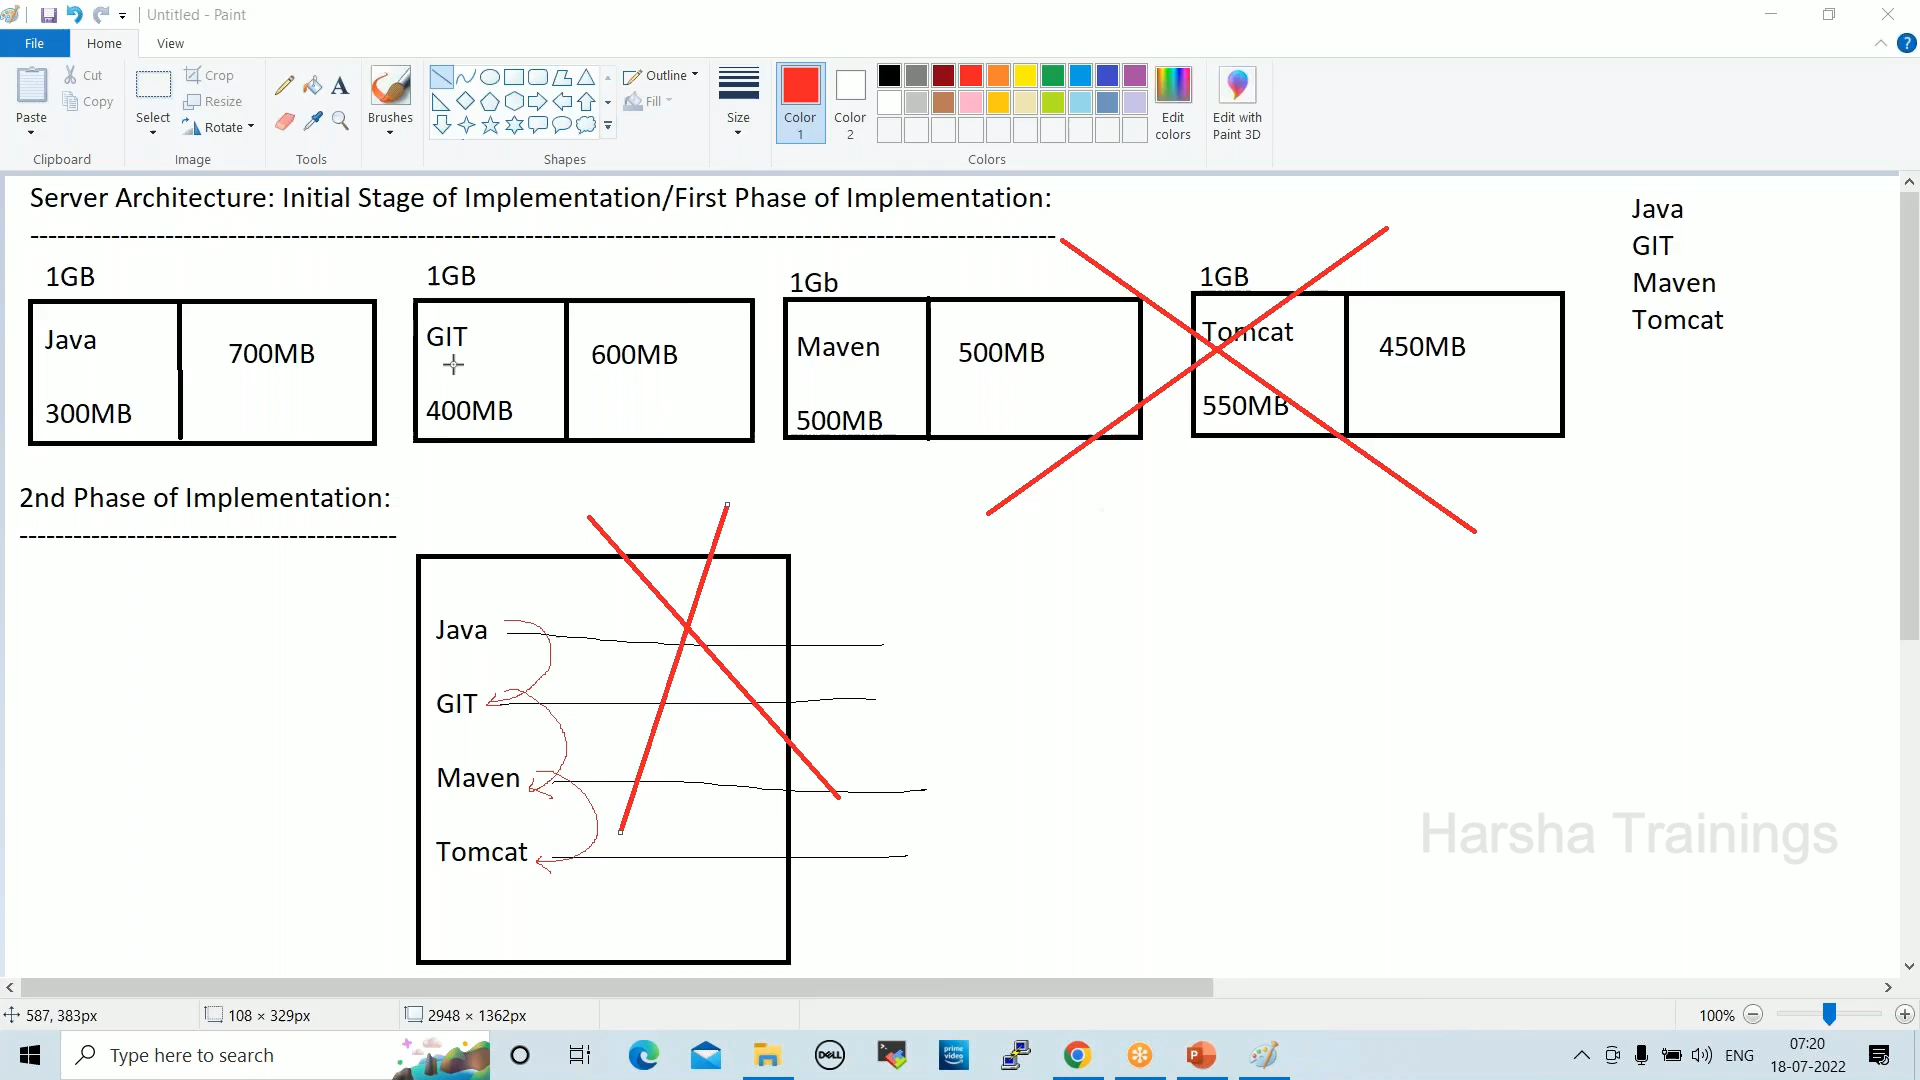 Untitled - Paint
File
Home
View
Paste
Cut
Copy
Clipboard
Select
Crop
Resize
Rotate
Image
Tools
Brushes
Shapes
Outline
Fill
Size
Color
1
Color
2
Colors
Edit
colors
Edit with
Paint 3D
Server Architecture: Initial Stage of Implementation/First Phase of Implementation:
-----------------------------------------------------------------------------------------------------------------
1GB
1GB
1Gb
1GB
Java
300MB
700MB
GIT
400MB
600MB
Maven
500MB
500MB
Tomcat
550MB
450MB
Java
GIT
Maven
Tomcat
2nd Phase of Implementation:
------------------------------------------
Java
GIT
Maven
Tomcat
Harsha Trainings
587, 383px
108 × 329px
2948 × 1362px
100%
Type here to search
DELL
prime
video
ENG
07:20
18-07-2022